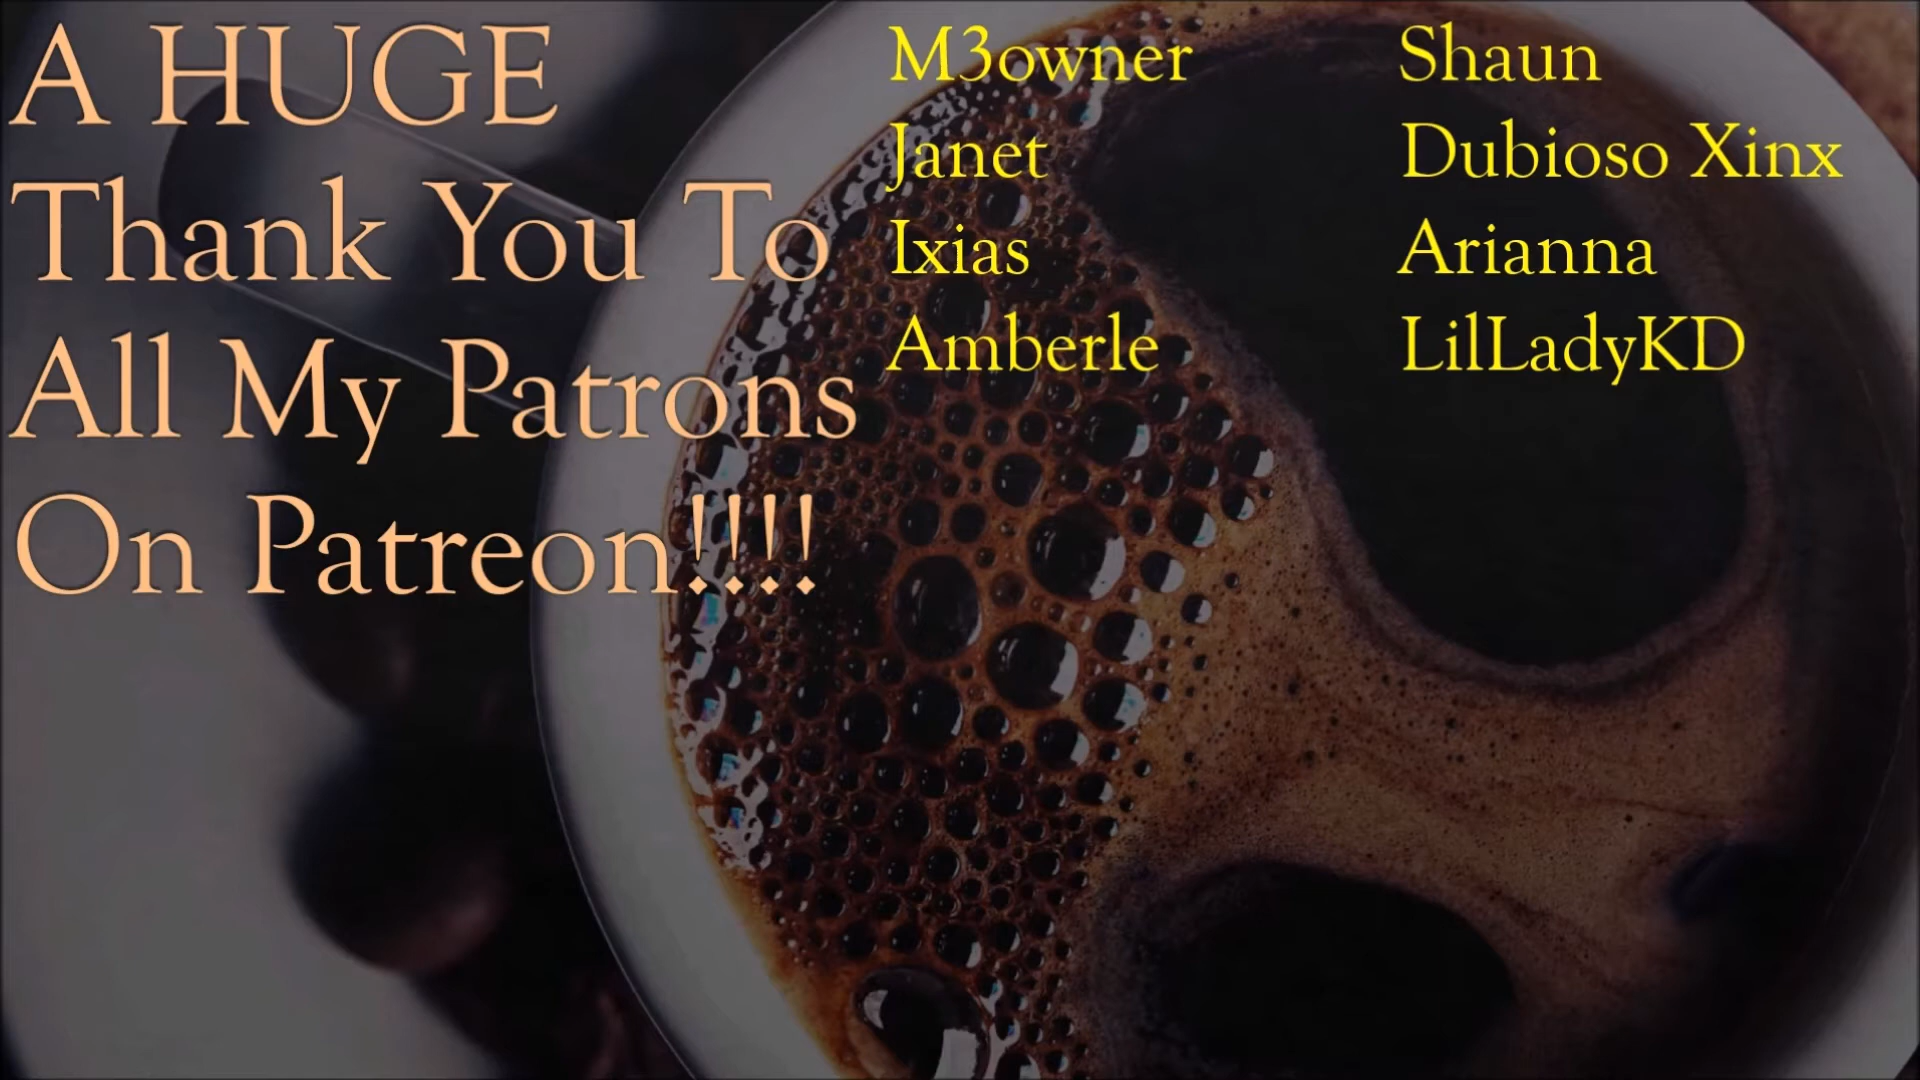 A HUGE
Thank You To
All My Patrons
On Patreon!!!!
M3owner
Janet
Ixias
Amberle
Shaun
Dubioso Xinx
Arianna
LilLadyKD